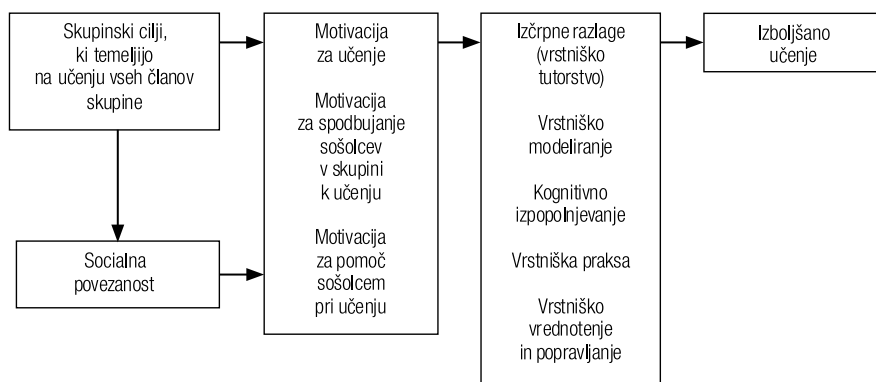 Skupinski cilji,
ki temeljijo
na učenju vseh članov
skupine
Socialna
povezanost
Motivacija
za učenje
Motivacija
za spodbujanje
sošolcev
v skupini
k učenju
Motivacija
za pomoč
sošolcem
pri učenju
Izčrpne razlage
(vrstniško
tutorstvo)
Vrstniško
modeliranje
Kognitivno
izpopolnjevanje
Vrstniška praksa
Vrstniško
vrednotenje
in popravljanje
Izboljšano
učenje